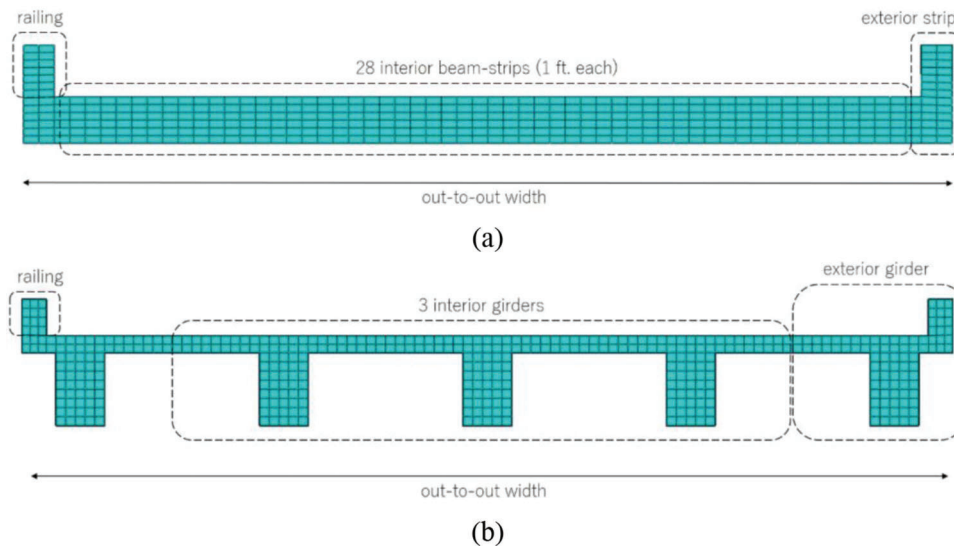 railing
exterior strip
28 interior beam-strips (1 ft. each)
out-to-out width
(a)
railing
exterior girder
3 interior girders
out-to-out width
(b)